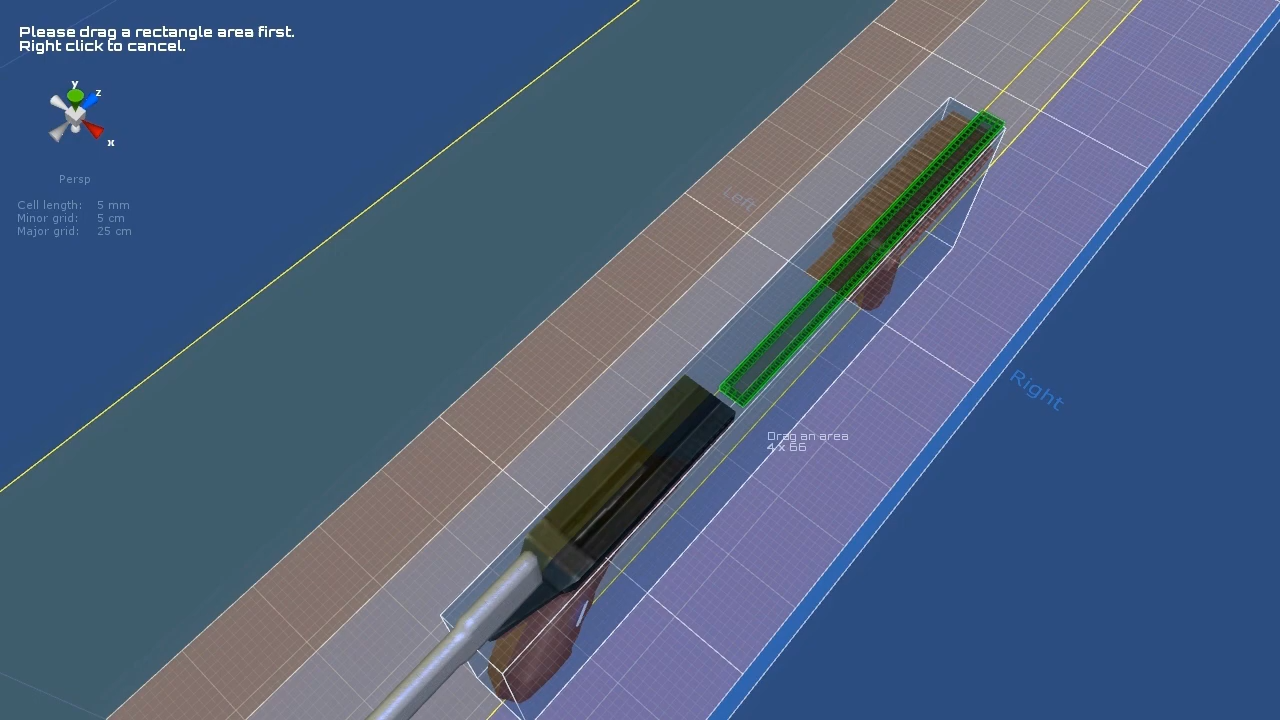 Please drag a rectangle area first.
Right click to cancel.
y
z
x
Persp
Cell length: 5 mm
Minor grid: 5 cm
Major grid: 25 cm
Left
Right
Drag an area
4 x 66